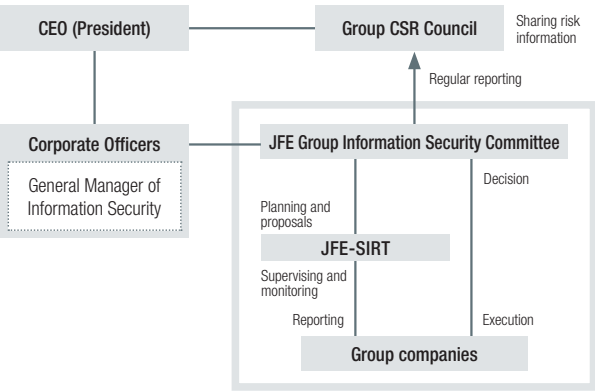 CEO (President)
Group CSR Council
Sharing risk
information
Regular reporting
Corporate Officers
General Manager of
Information Security
JFE Group Information Security Committee
Decision
Planning and
proposals
JFE-SIRT
Supervising and
monitoring
Reporting
Execution
Group companies